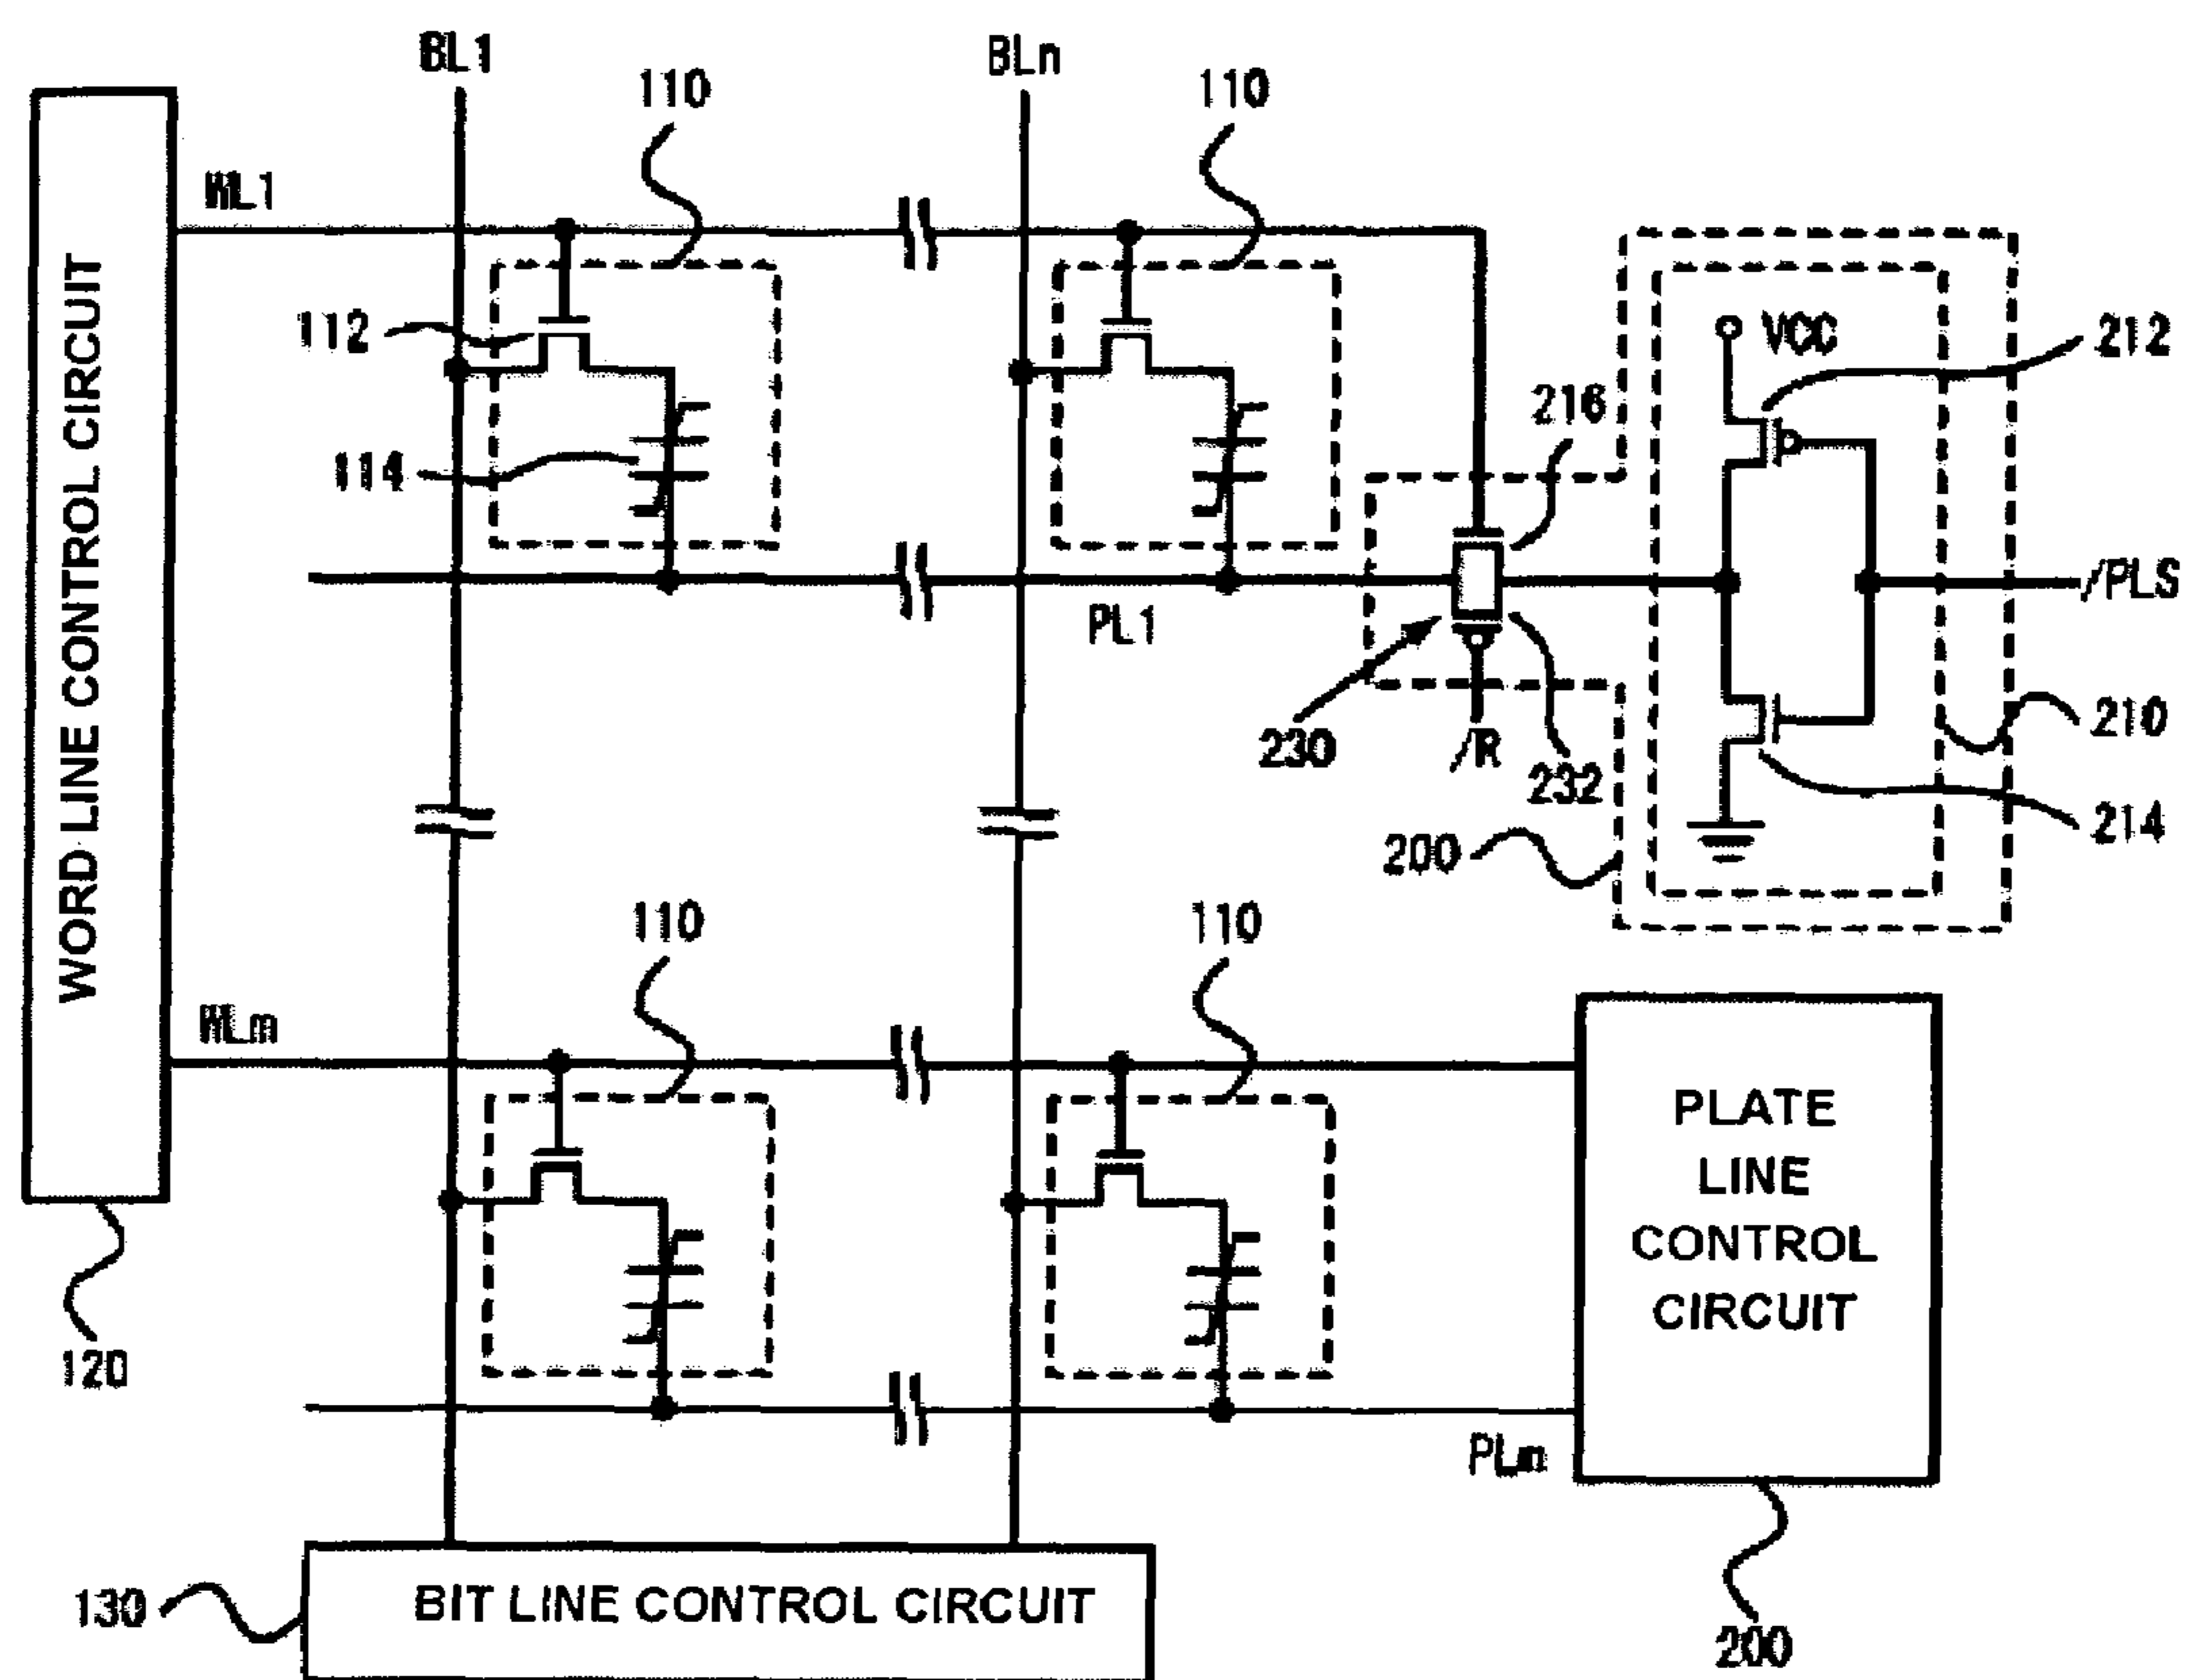 BL1
BLn
110
110
WL1
WORD LINE CONTROL CIRCUIT
112
VCC
212
216
114
/PLS
PL1
230
/R
232
210
214
200
110
110
WLm
PLATE
LINE
CONTROL
CIRCUIT
120
PLm
BIT LINE CONTROL CIRCUIT
130
200